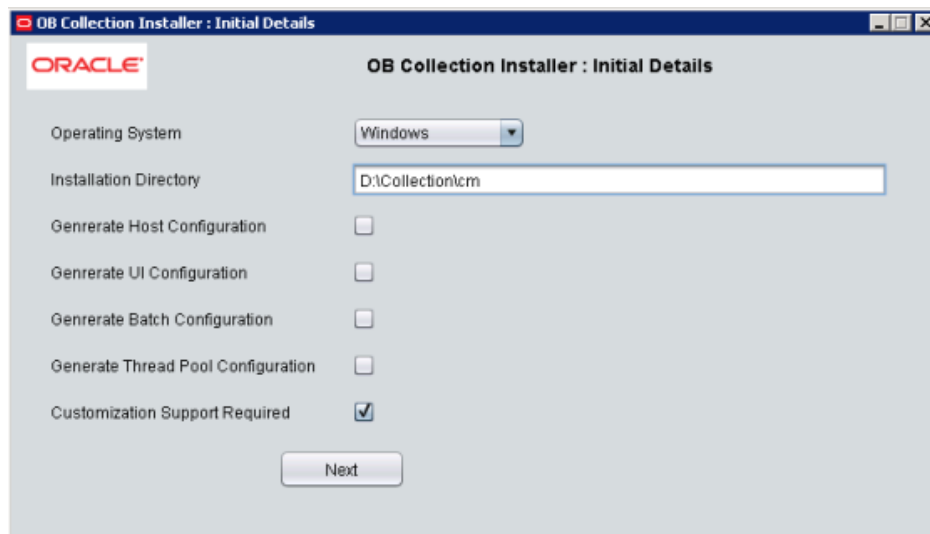 OB Collection Installer : Initial Details
ORACLE
OB Collection Installer : Initial Details
Operating System
Windows
Installation Directory
D:\Collection\cm
Genrerate Host Configuration
Genrerate UI Configuration
Genrerate Batch Configuration
Generate Thread Pool Configuration
Customization Support Required
Next